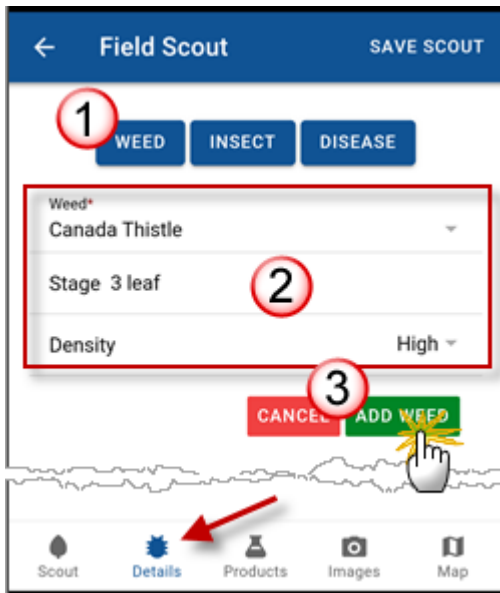 Field Scout SAVE SCOUT
1
WEED INSECT DISEASE
Weed*
Canada Thistle
Stage 3 leaf
2
Density High
3
CANCEL ADD WEED
Scout Details Products Images Map